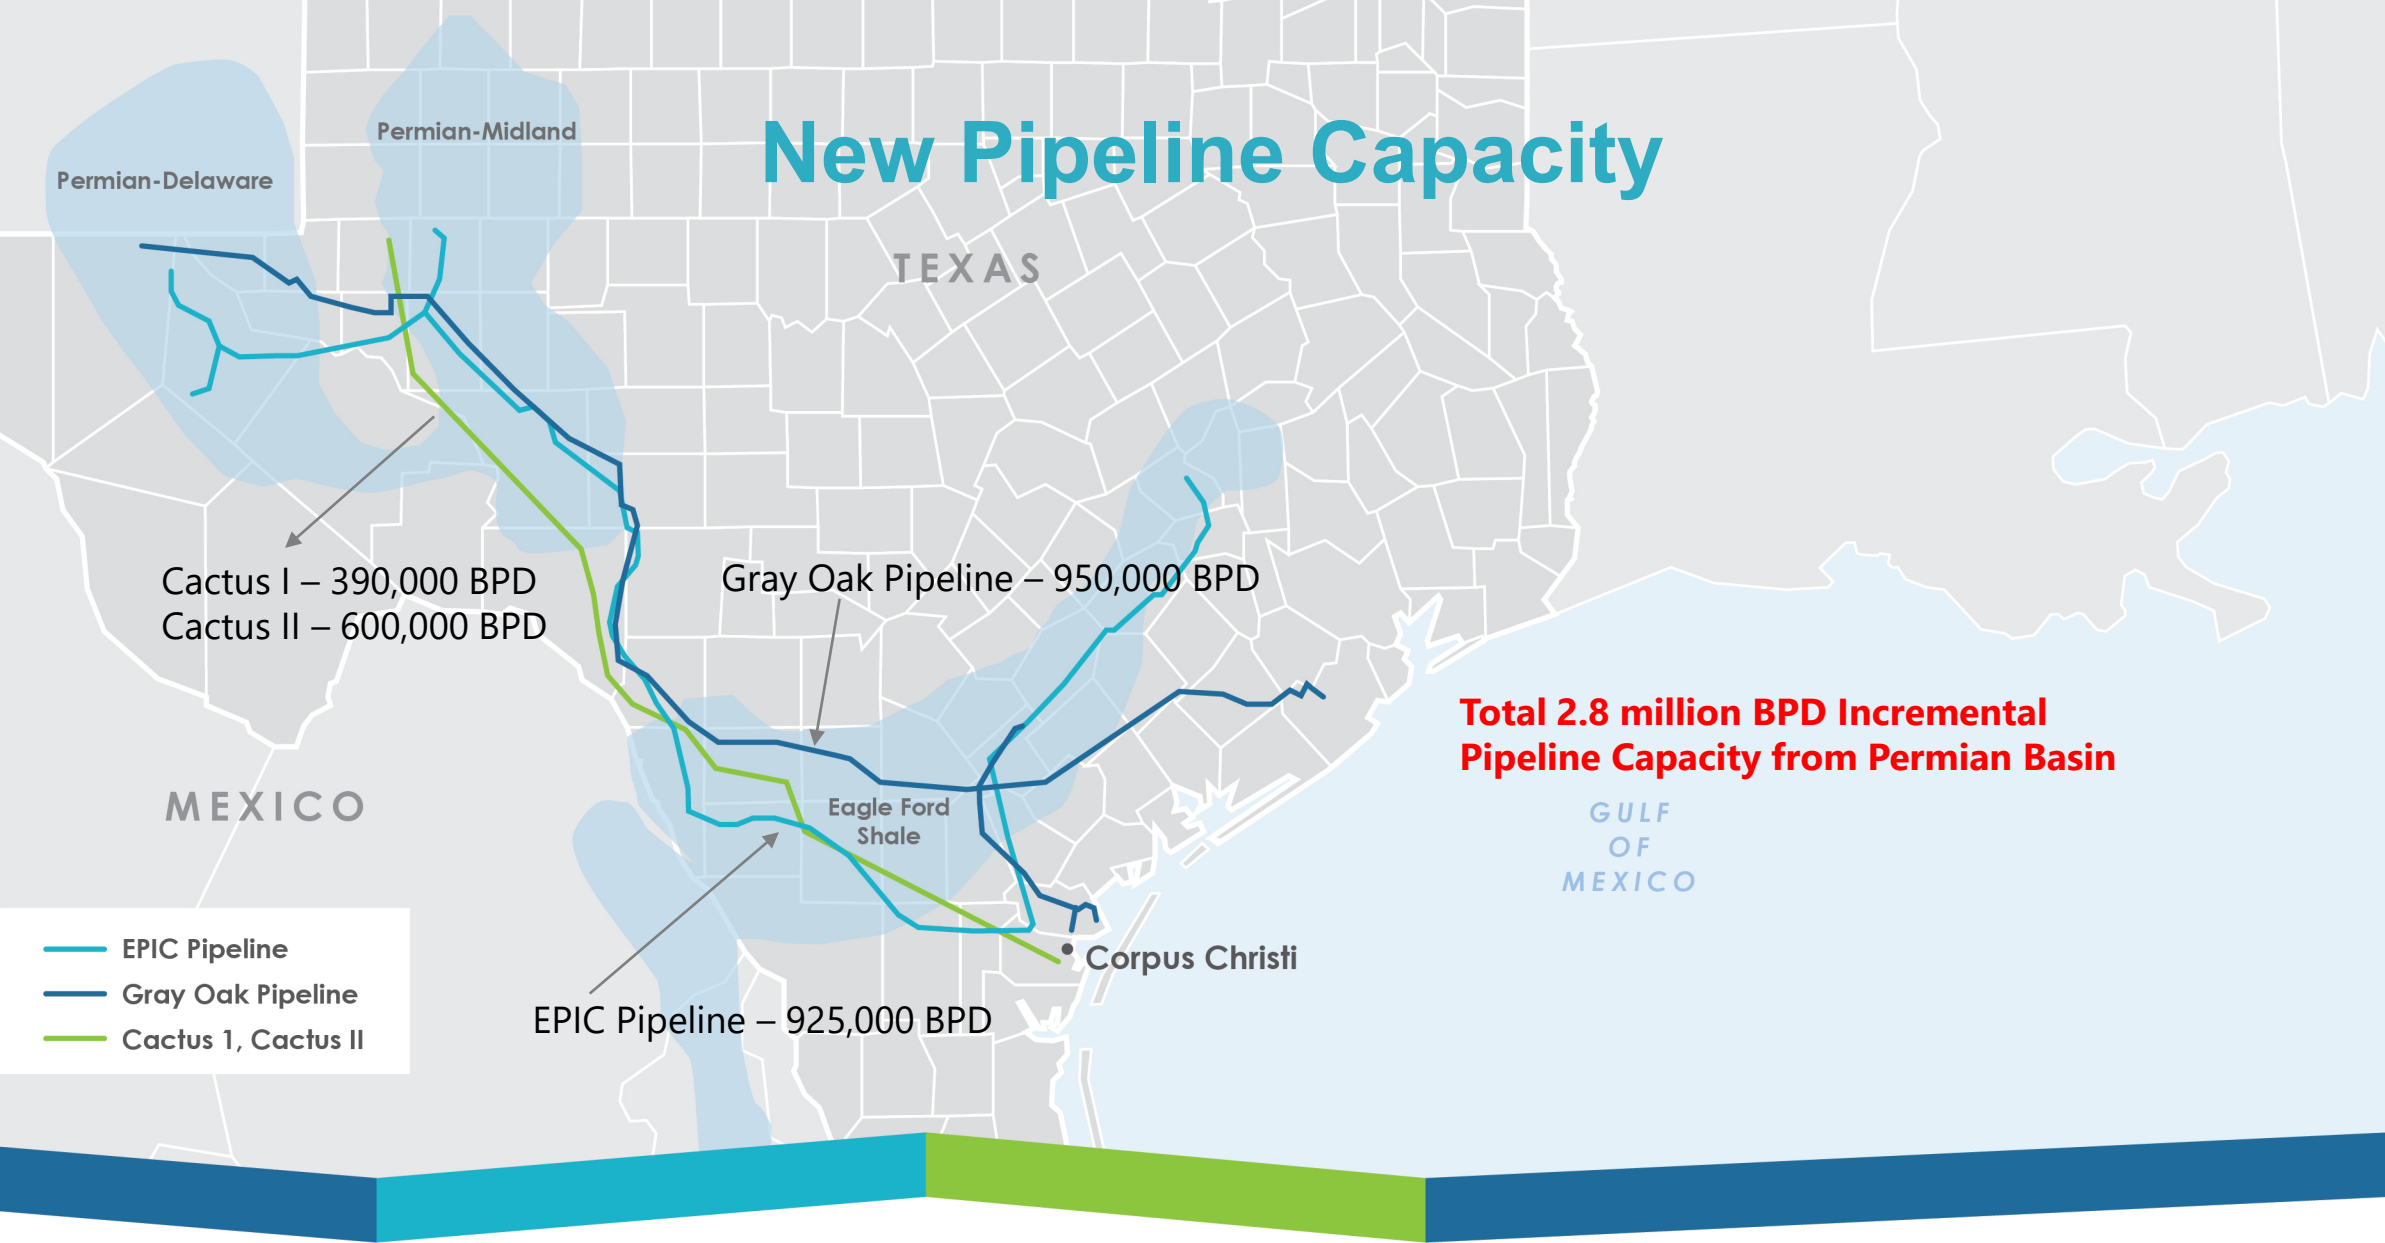 New Pipeline Capacity
Permian-Midland
Permian-Delaware
TEXAS
Cactus I – 390,000 BPD
Cactus II – 600,000 BPD
Gray Oak Pipeline – 950,000 BPD
Total 2.8 million BPD Incremental
Pipeline Capacity from Permian Basin
MEXICO
Eagle Ford
Shale
GULF
OF
MEXICO
EPIC Pipeline
Gray Oak Pipeline
Cactus 1, Cactus II
Corpus Christi
EPIC Pipeline – 925,000 BPD